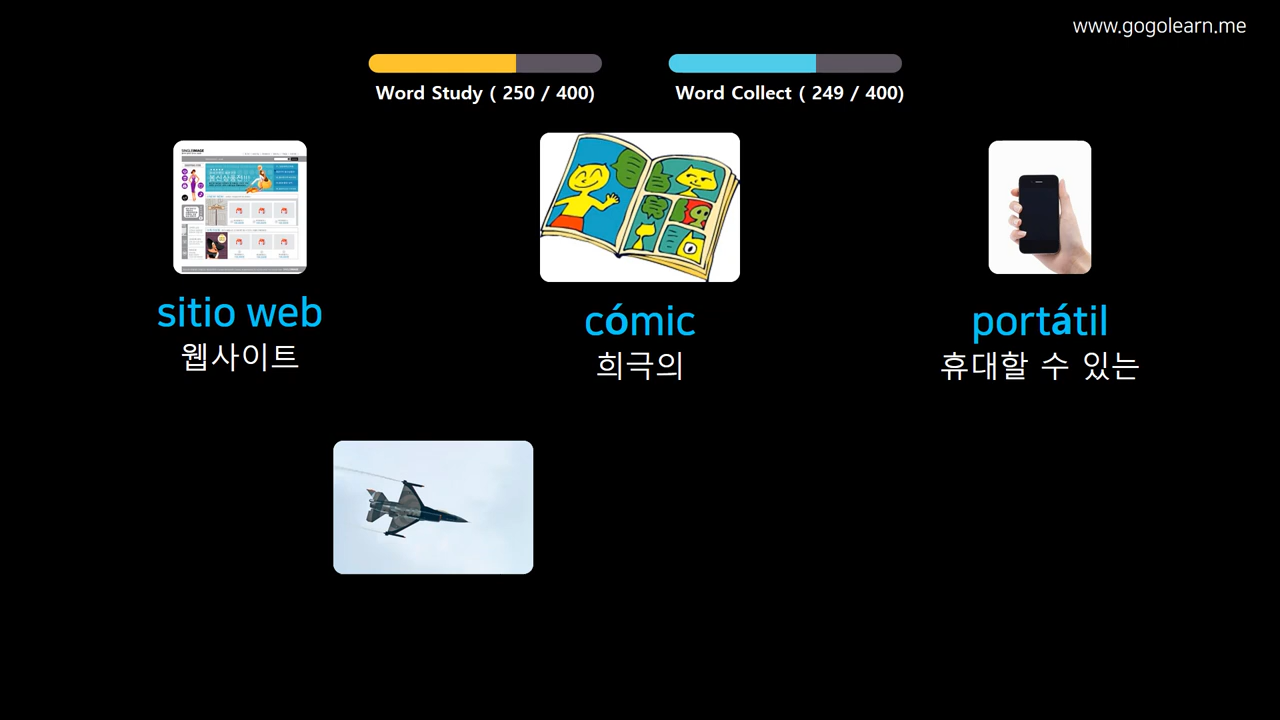 www.gogolearn.me
Word Study ( 250 / 400)
Word Collect ( 249 / 400)
sitio web
웹사이트
cómic
희극의
portátil
휴대할 수 있는